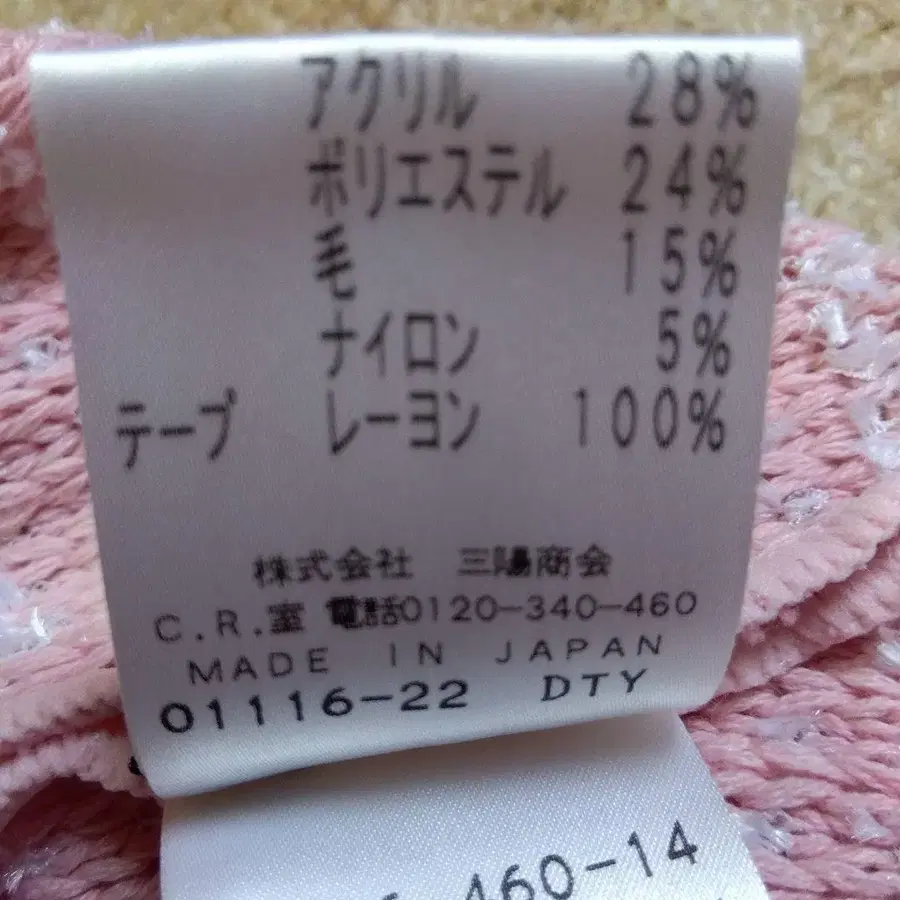 アクリル 28%
ポリエステル 24%
毛 15%
ナイロン 5%
テープ レーヨン 100%
株式会社 三陽商会
C.R.室 電話0120-340-460
MADE IN JAPAN
01116-22 DTY
460-14